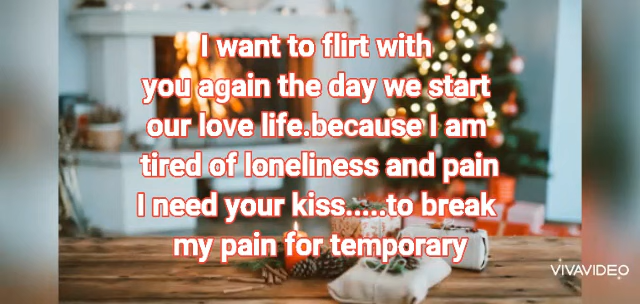 I want to flirt with
you again the day we start
our love life.because I am
tired of loneliness and pain
I need your kiss.....to break
my pain for temporary
VIVAVIDEO